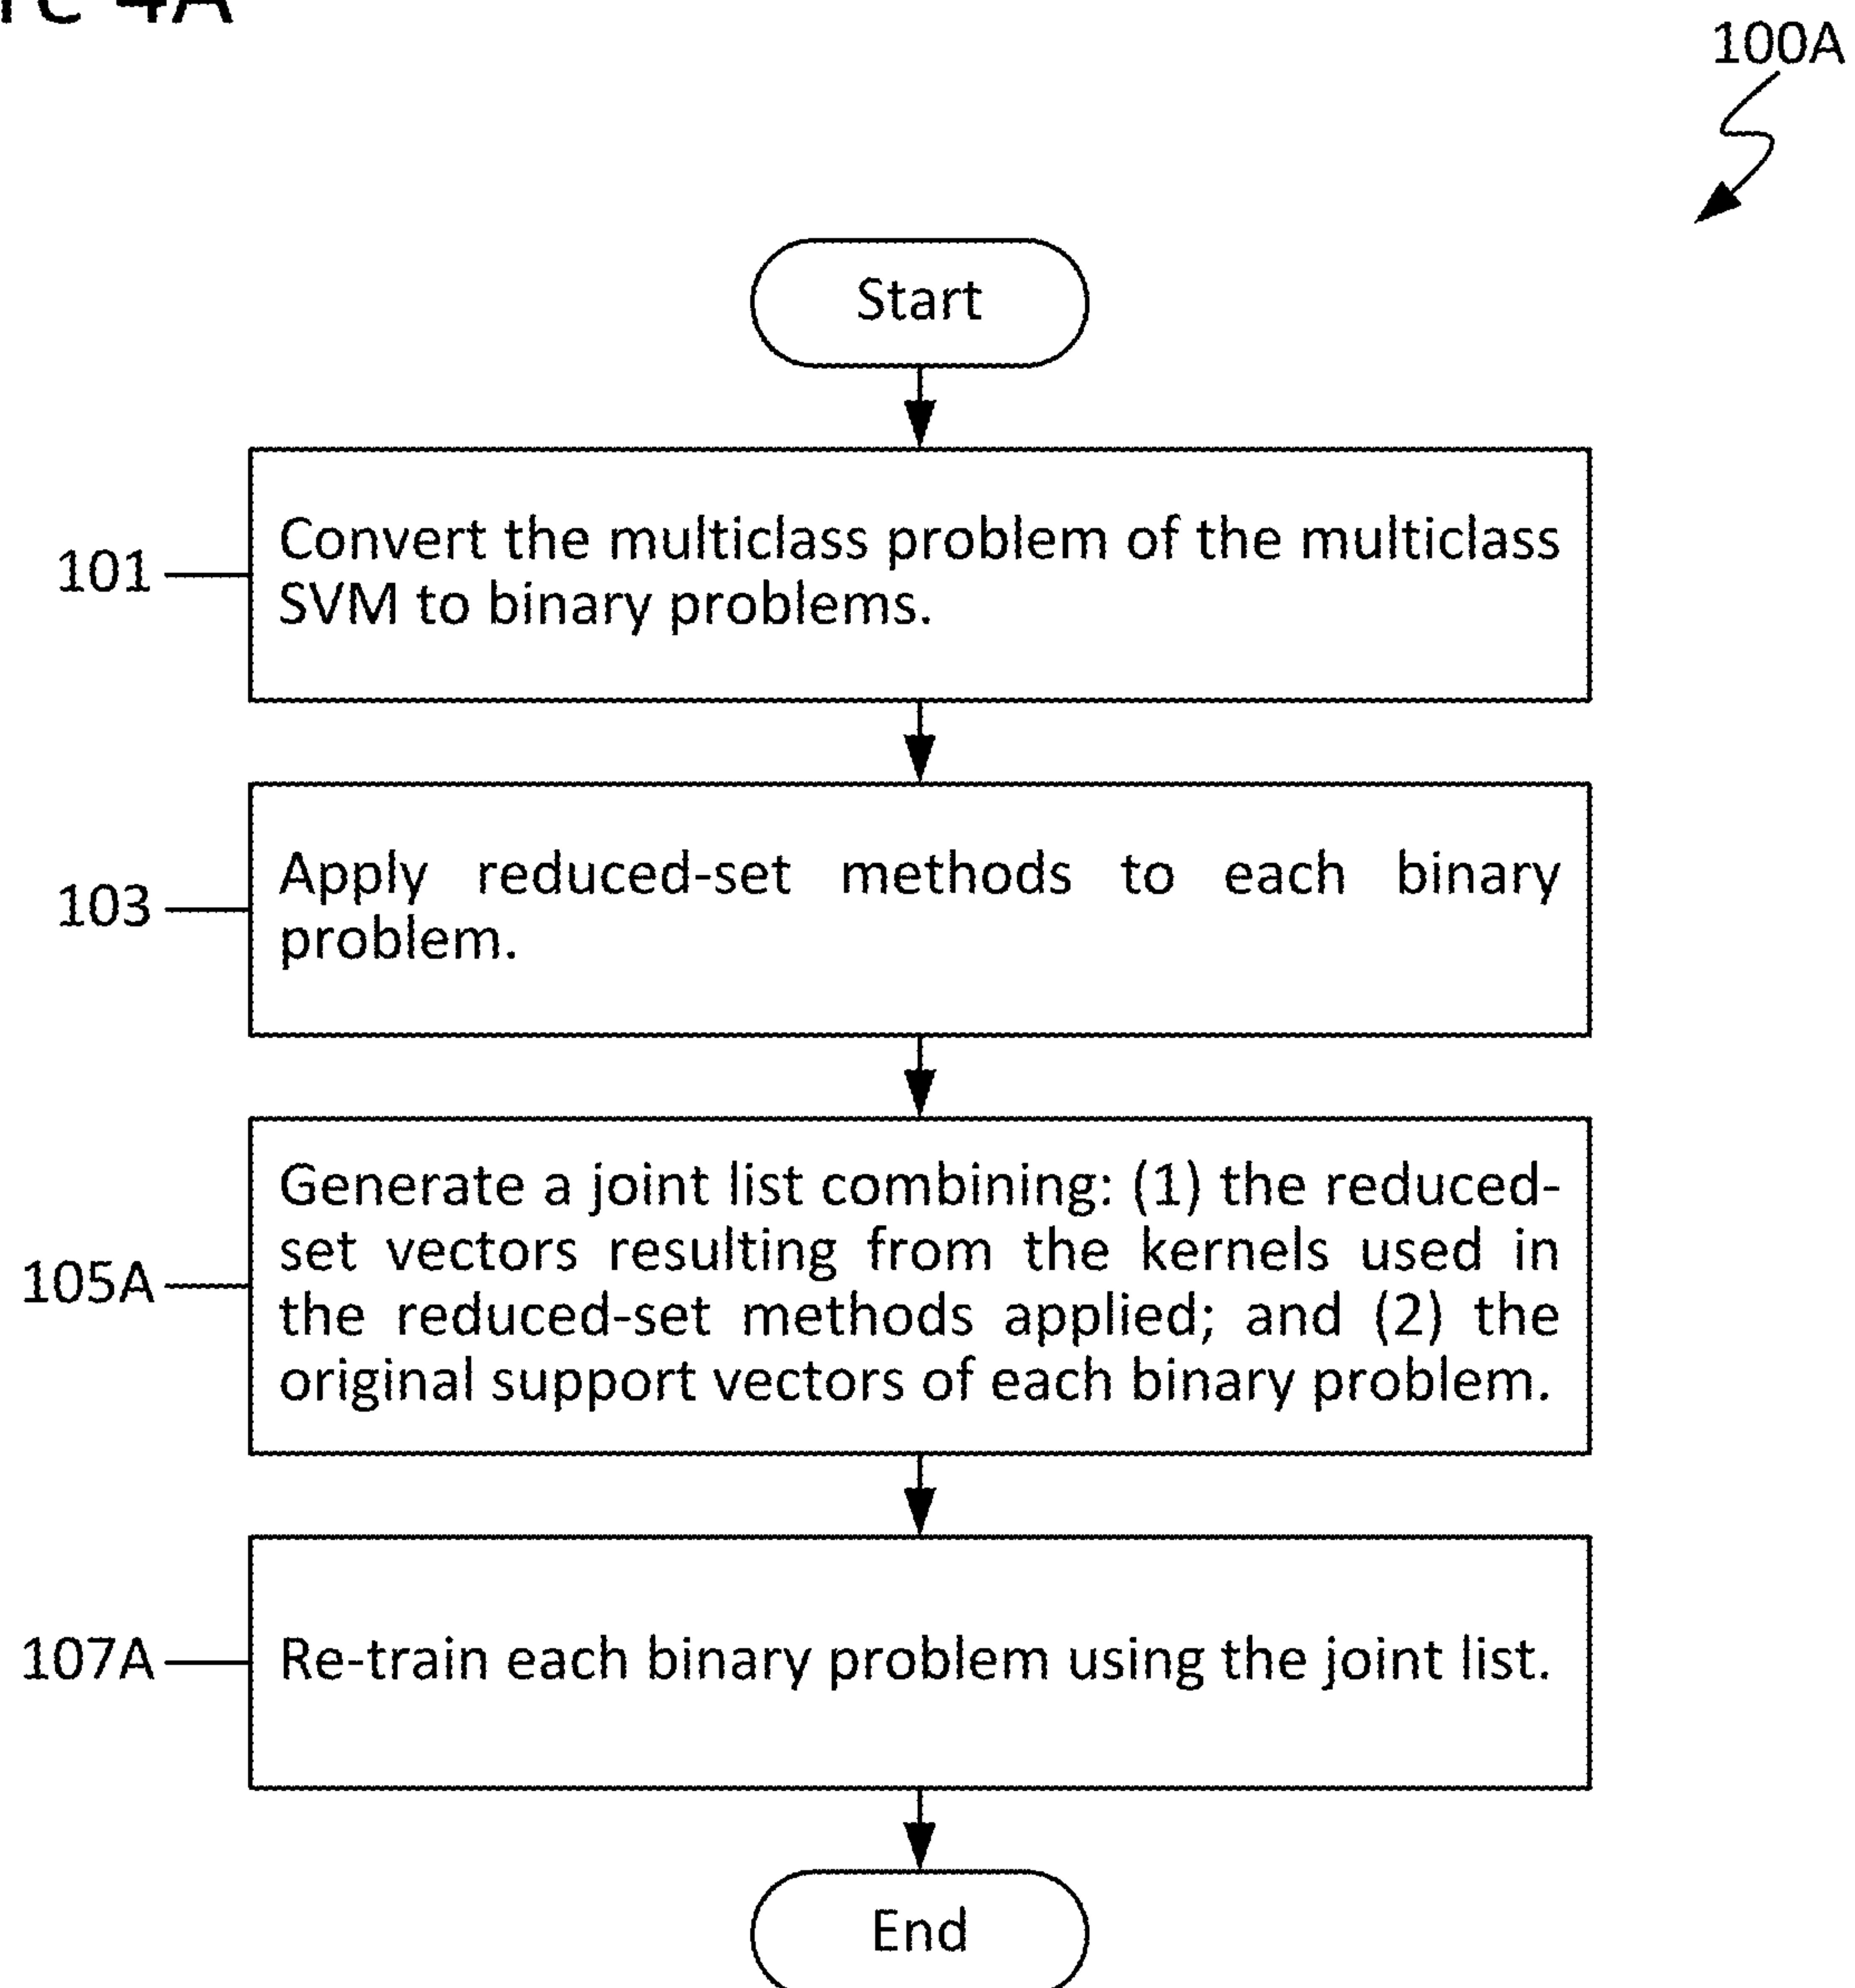 4A
100A
Start
101
Convert the multiclass problem of the multiclass
SVM to binary problems.
103
Apply reduced-set methods to each binary
problem.
105A
Generate a joint list combining: (1) the reduced-
set vectors resulting from the kernels used in
the reduced-set methods applied; and (2) the
original support vectors of each binary problem.
107A
Re-train each binary problem using the joint list.
End